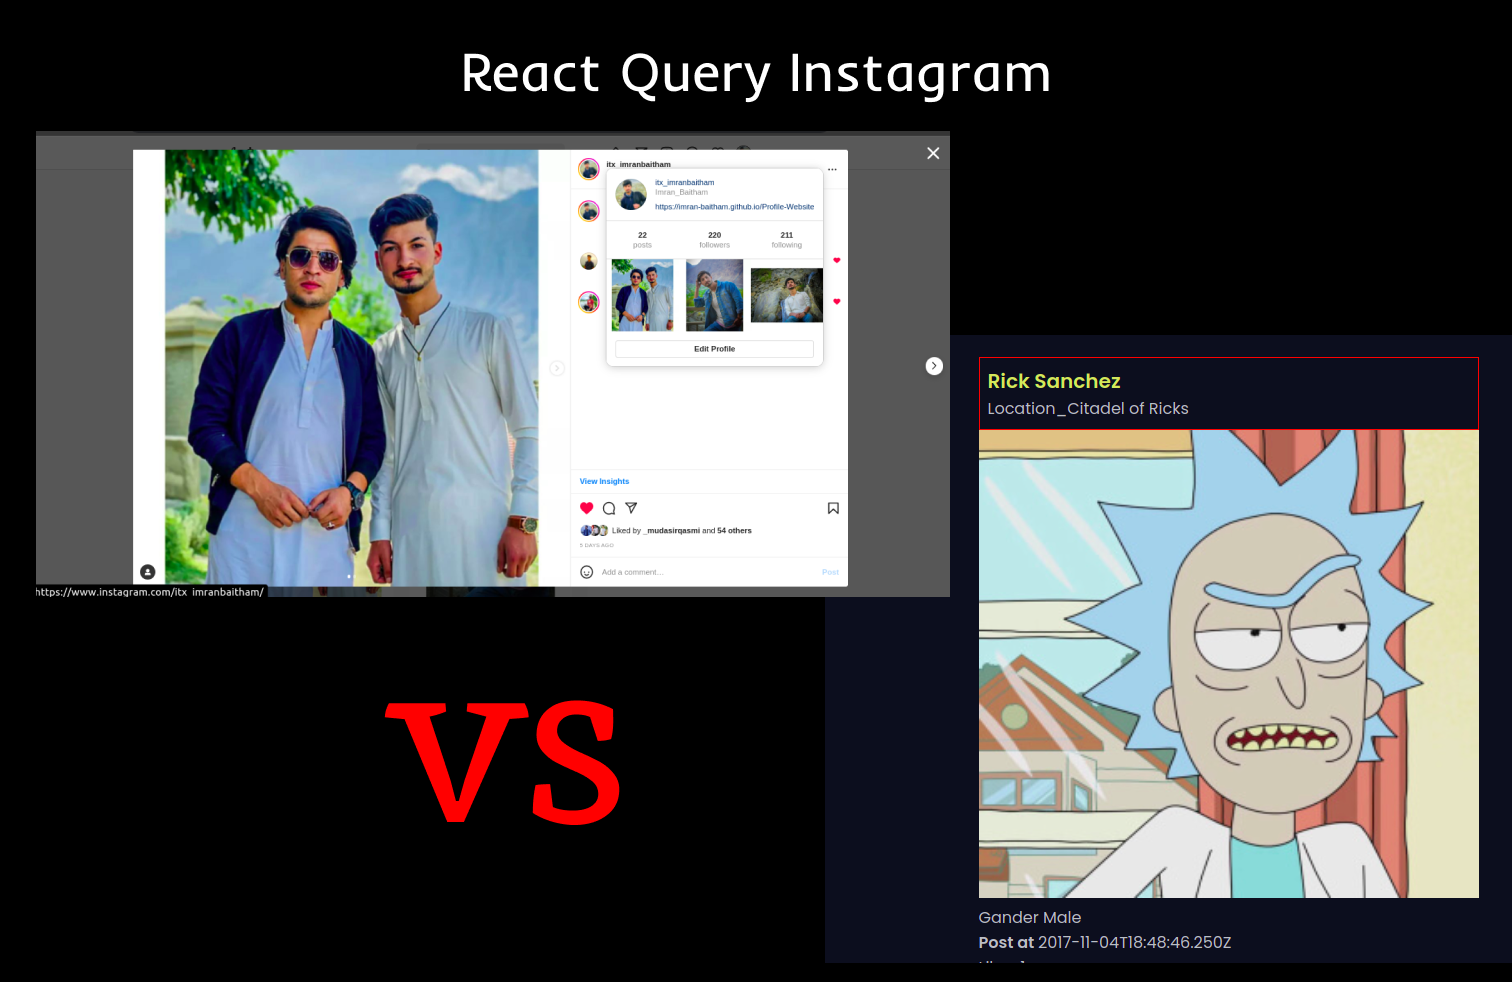 React Query Instagram
itx_imranbaitham
itx_imranbaitham
Imran_Baitham
https://imran-baitham.github.io/Profile-Website
22 220 211
posts followers following
Edit Profile
View Insights
Liked by _mudasirqasmi and 54 others
5 DAYS AGO
Add a comment... Post
https://www.instagram.com/itx_imranbaitham/
VS
Rick Sanchez
Location_Citadel of Ricks
Gander Male
Post at 2017-11-04T18:48:46.250Z